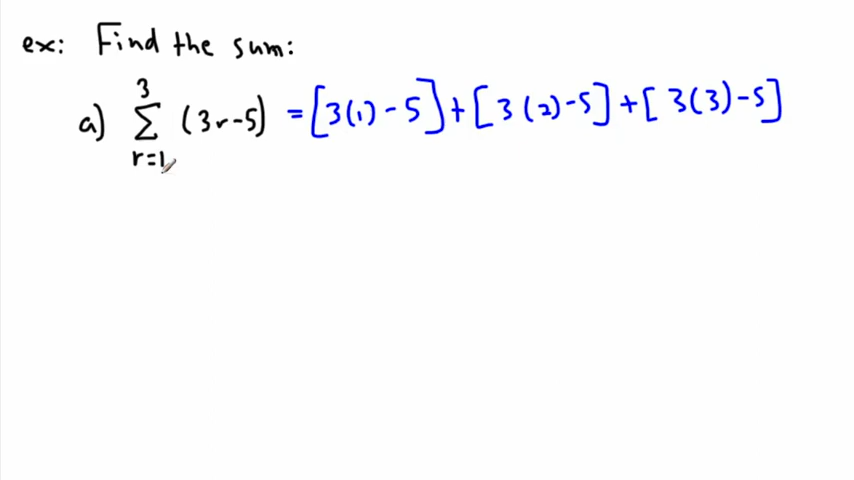 ex: Find the sum:
a) 3∑r=1 (3r-5) = [3(1)-5] + [3(2)-5] + [3(3)-5]